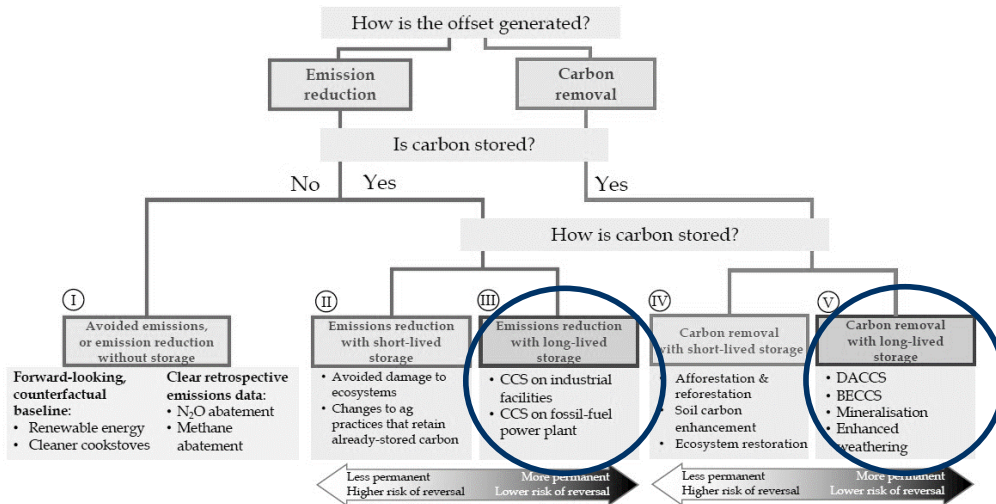 How is the offset generated?
Emission
reduction
Carbon
removal
Is carbon stored?
No
Yes
Yes
How is carbon stored?
I
Avoided emissions,
or emission reduction
without storage
Forward-looking,
counterfactual
baseline:
• Renewable energy
• Cleaner cookstoves
Clear retrospective
emissions data:
• N₂O abatement
• Methane
abatement
II
Emissions reduction
with short-lived
storage
• Avoided damage to
ecosystems
• Changes to ag
practices that retain
already-stored carbon
III
Emissions reduction
with long-lived
storage
• CCS on industrial
facilities
• CCS on fossil-fuel
power plant
Less permanent
Higher risk of reversal
More permanent
Lower risk of reversal
IV
Carbon removal
with short-lived storage
• Afforestation &
reforestation
• Soil carbon
enhancement
• Ecosystem restoration
V
Carbon removal
with long-lived
storage
• DACCS
• BECCS
• Mineralisation
• Enhanced
weathering
Less permanent
Higher risk of reversal
More permanent
Lower risk of reversal